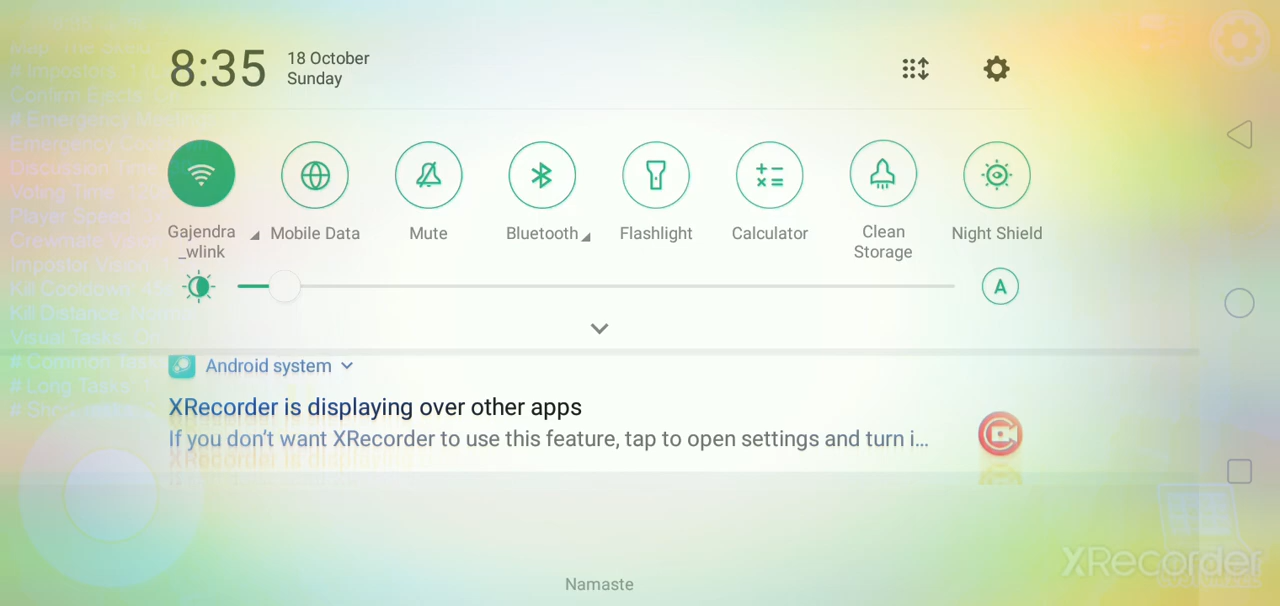 8:35
18 October
Sunday
Gajendra
_wlink
Mobile Data
Mute
Bluetooth
Flashlight
Calculator
Clean
Storage
Night Shield
A
Android system
XRecorder is displaying over other apps
If you don't want XRecorder to use this feature, tap to open settings and turn i...
Namaste
XRecorder
# Impostors:
Confirm Ejects:
# Emergency
Emergency
Discussion Time:
Voting Time:
Player Speed:
Crewmate Vision:
Impostor Vision:
Kill Cooldown: 45
Kill Distance:
Visual Tasks: On
# Common Tasks
# Long Tasks: